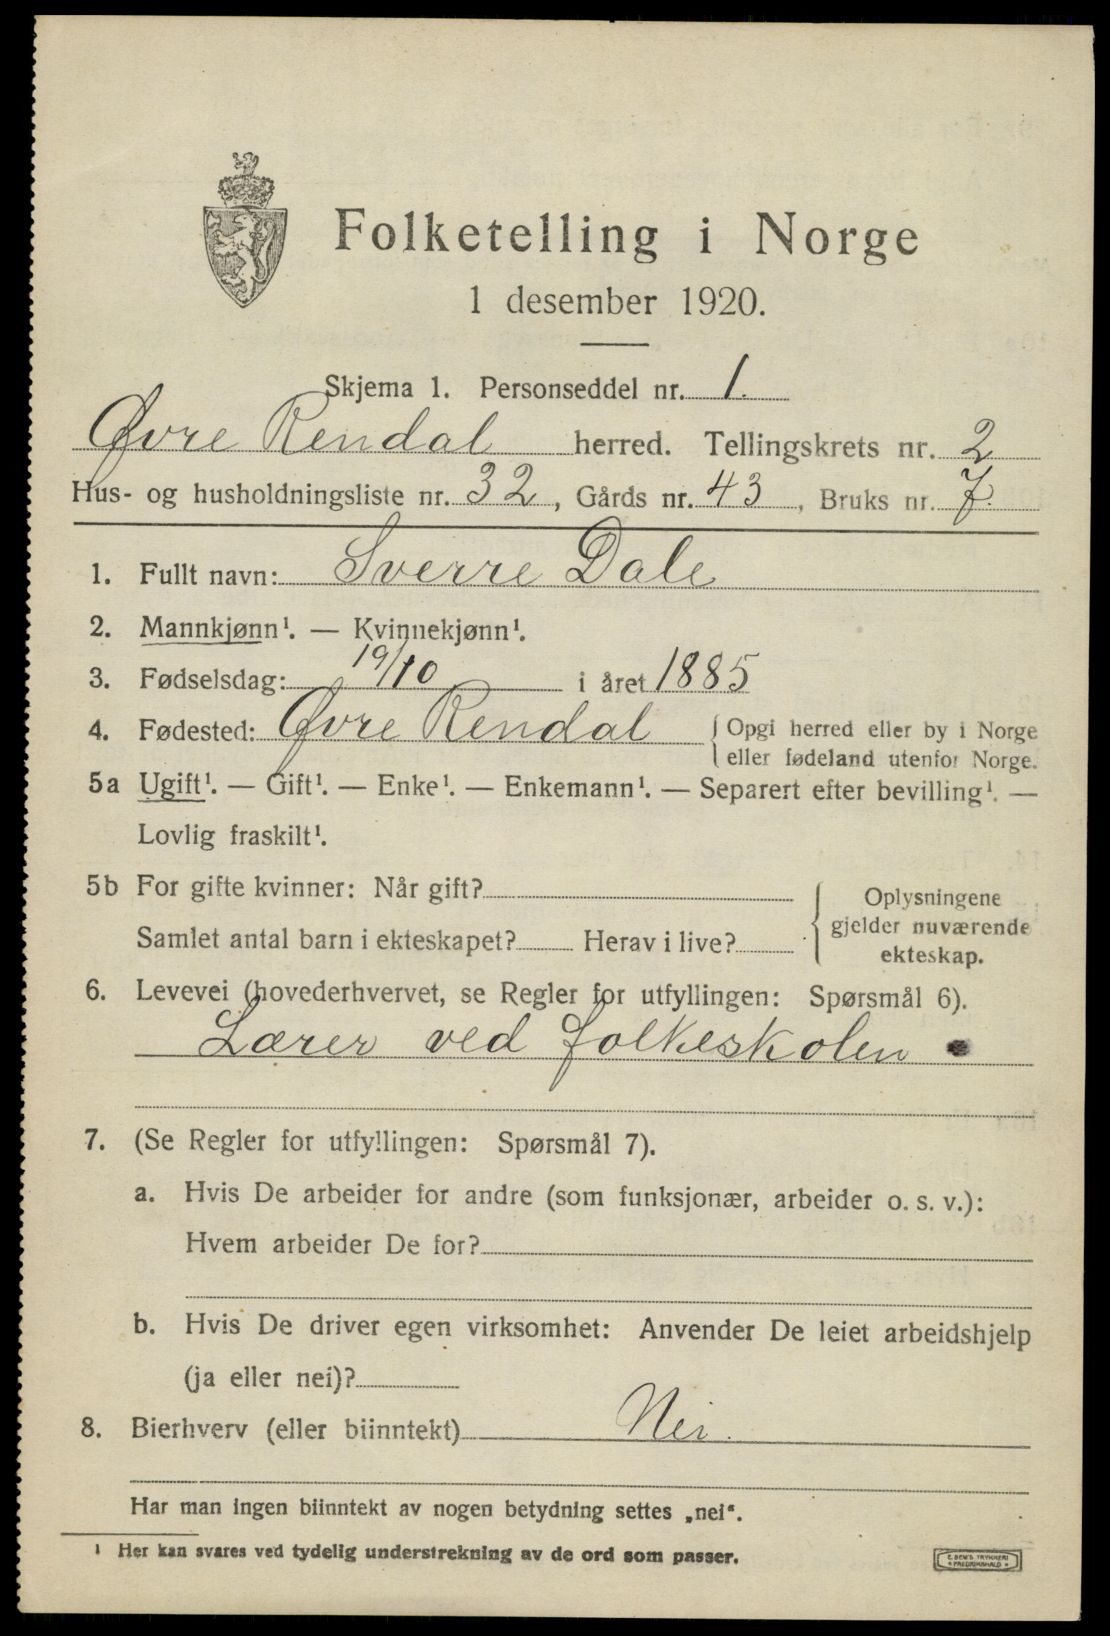 Folketelling i Norge
1 desember 1920.
Skjema 1. Personseddel nr. 1.
Øvre Rendal herred. Tellingskrets nr. 2
Hus- og husholdningsliste nr. 32, Gårds nr. 43, Bruks nr. 7.
1. Fullt navn: Sverre Dale
2. Mannkjønn¹. — Kvinnekjønn¹.
3. Fødselsdag: 19/10 i året 1885
4. Fødested: Øvre Rendal { Opgi herred eller by i Norge
eller fødeland utenfor Norge.
5a Ugift¹. — Gift¹. — Enke¹. — Enkemann¹. — Separert efter bevilling¹. —
Lovlig fraskilt¹.
5b For gifte kvinner: Når gift?
Samlet antal barn i ekteskapet? Herav i live?
Oplysningene
gjelder nuværende
ekteskap.
6. Levevei (hovederhvervet, se Regler for utfyllingen: Spørsmål 6).
Lærer ved folkeskolen
7. (Se Regler for utfyllingen: Spørsmål 7).
a. Hvis De arbeider for andre (som funksjonær, arbeider o. s. v.):
Hvem arbeider De for?
b. Hvis De driver egen virksomhet: Anvender De leiet arbeidshjelp
(ja eller nei)?
8. Bierhverv (eller biinntekt) Nei.
Har man ingen biinntekt av nogen betydning settes „nei“.
¹ Her kan svares ved tydelig understrekning av de ord som passer.
E. SEM'S TRYKKERI
FREDRIKSHALD